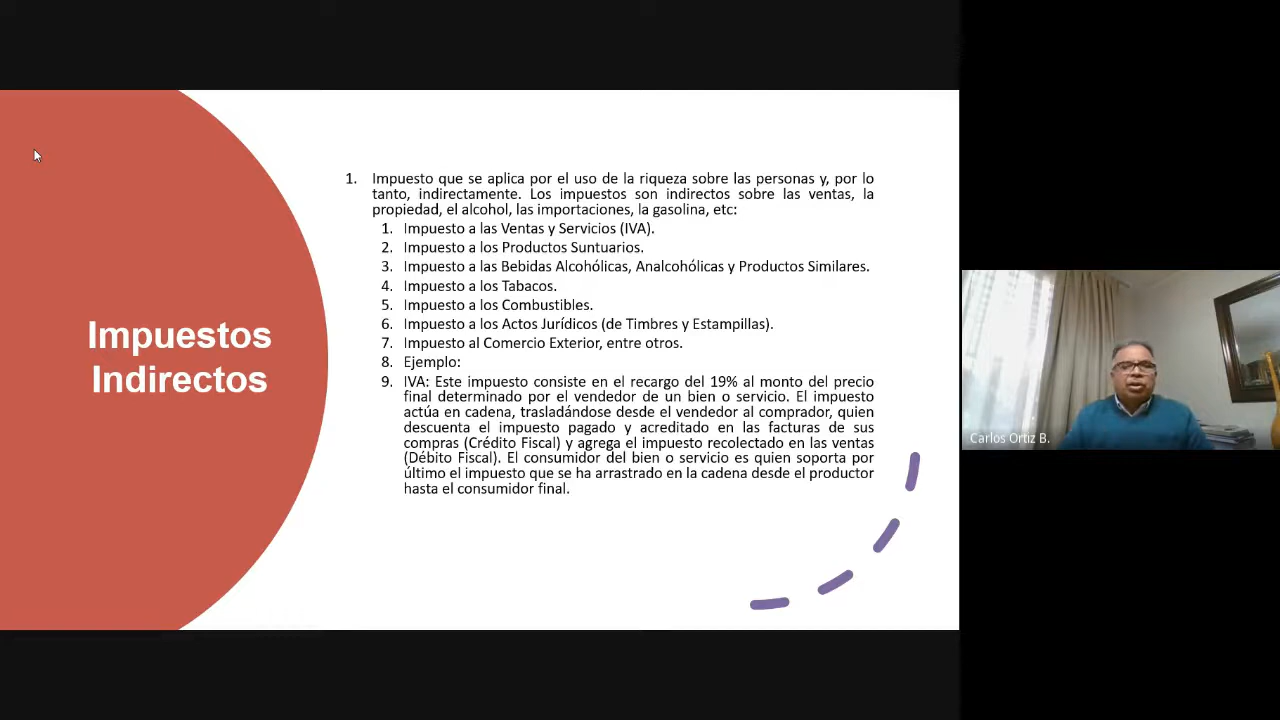 Impuestos
Indirectos
1. Impuesto que se aplica por el uso de la riqueza sobre las personas y, por lo
tanto, indirectamente. Los impuestos son indirectos sobre las ventas, la
propiedad, el alcohol, las importaciones, la gasolina, etc:
1. Impuesto a las Ventas y Servicios (IVA).
2. Impuesto a los Productos Suntuarios.
3. Impuesto a las Bebidas Alcohólicas, Analcohólicas y Productos Similares.
4. Impuesto a los Tabacos.
5. Impuesto a los Combustibles.
6. Impuesto a los Actos Jurídicos (de Timbres y Estampillas).
7. Impuesto al Comercio Exterior, entre otros.
8. Ejemplo:
9. IVA: Este impuesto consiste en el recargo del 19% al monto del precio
final determinado por el vendedor de un bien o servicio. El impuesto
actúa en cadena, trasladándose desde el vendedor al comprador, quien
descuenta el impuesto pagado y acreditado en las facturas de sus
compras (Crédito Fiscal) y agrega el impuesto recolectado en las ventas
(Débito Fiscal). El consumidor del bien o servicio es quien soporta por
último el impuesto que se ha arrastrado en la cadena desde el productor
hasta el consumidor final.
Carlos Ortiz B.